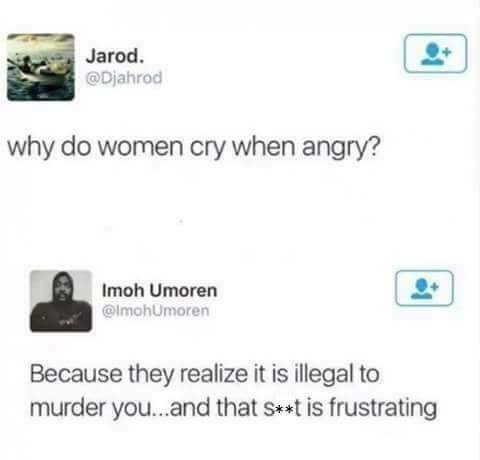 Jarod.
@Djahrod
why do women cry when angry?
Imoh Umoren
@ImohUmoren
Because they realize it is illegal to
murder you...and that s**t is frustrating